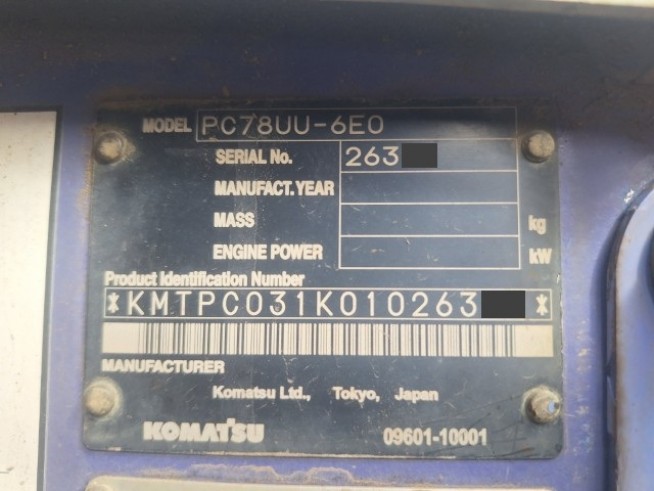 MODEL PC78UU-6E0
SERIAL No. 263
MANUFACT. YEAR
MASS kg
ENGINE POWER kW
Product Identification Number
*KMTPC031K010263 *
MANUFACTURER
Komatsu Ltd., Tokyo, Japan
KOMATSU 09601-10001